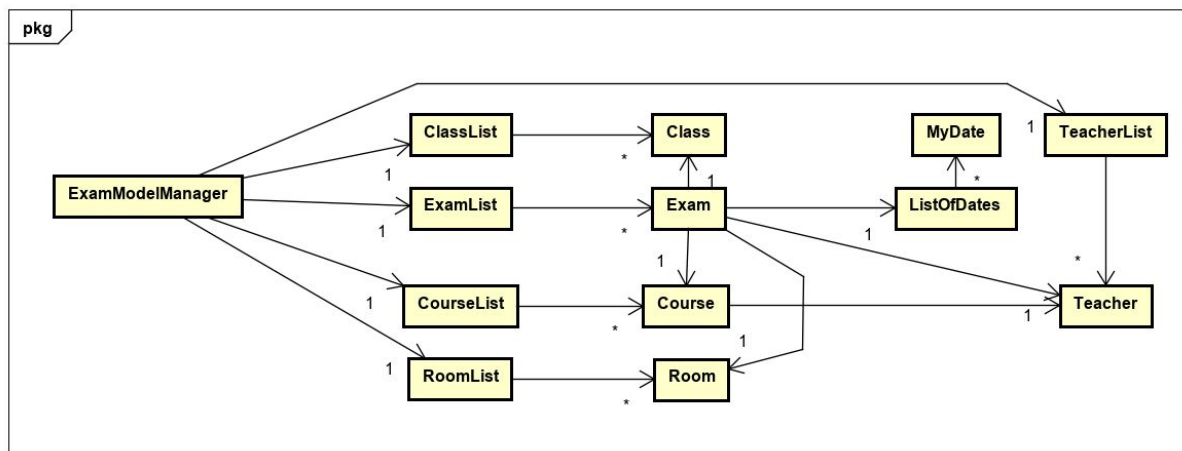 pkg
ClassList
Class
MyDate
TeacherList
1
1
*
1
*
ExamModelManager
ExamList
Exam
ListOfDates
1
*
1
1
*
CourseList
Course
Teacher
1
*
1
1
1
RoomList
Room
*